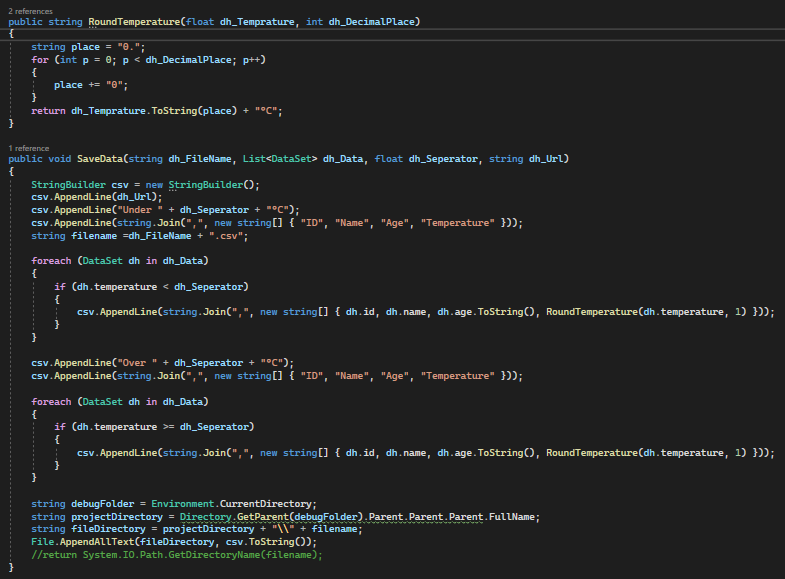 2 references
public string RoundTemperature(float dh_Temprature, int dh_DecimalPlace)
{
string place = "0.";
for (int p = 0; p < dh_DecimalPlace; p++)
{
place += "0";
}
return dh_Temprature.ToString(place) + "°C";
}
1 reference
public void SaveData(string dh_FileName, List<DataSet> dh_Data, float dh_Seperator, string dh_Url)
{
StringBuilder csv = new StringBuilder();
csv.AppendLine(dh_Url);
csv.AppendLine("Under " + dh_Seperator + "°C");
csv.AppendLine(string.Join(",", new string[] { "ID", "Name", "Age", "Temperature" }));
string filename =dh_FileName + ".csv";
foreach (DataSet dh in dh_Data)
{
if (dh.temperature < dh_Seperator)
{
csv.AppendLine(string.Join(",", new string[] { dh.id, dh.name, dh.age.ToString(), RoundTemperature(dh.temperature, 1) }));
}
}
csv.AppendLine("Over " + dh_Seperator + "°C");
csv.AppendLine(string.Join(",", new string[] { "ID", "Name", "Age", "Temperature" }));
foreach (DataSet dh in dh_Data)
{
if (dh.temperature >= dh_Seperator)
{
csv.AppendLine(string.Join(",", new string[] { dh.id, dh.name, dh.age.ToString(), RoundTemperature(dh.temperature, 1) }));
}
}
string debugFolder = Environment.CurrentDirectory;
string projectDirectory = Directory.GetParent(debugFolder).Parent.Parent.Parent.FullName;
string fileDirectory = projectDirectory + "\\" + filename;
File.AppendAllText(fileDirectory, csv.ToString());
//return System.IO.Path.GetDirectoryName(filename);
}